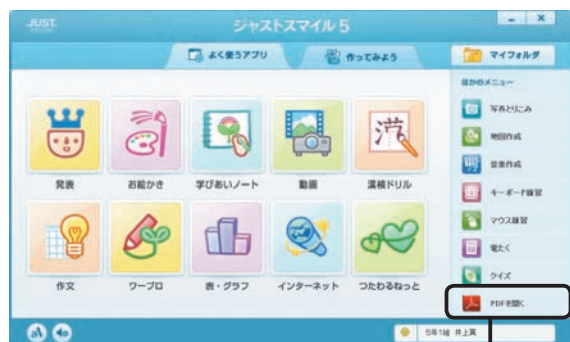 JUST
ジャストスマイル 5
よく使うアプリ
作ってみよう
マイフォルダ
ほかのメニュー
写真とりこみ
地図作成
音楽作成
キーボード練習
マウス練習
電たく
クイズ
PDFを開く
発表
お絵かき
学びあいノート
動画
漢
漢検ドリル
作文
ワープロ
表・グラフ
インターネット
つたわるねっと
5年1組 井上真